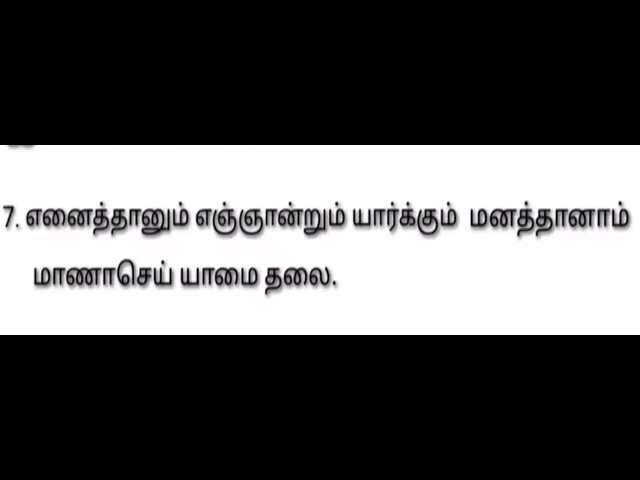 7. எனைத்தானும் எஞ்ஞான்றும் யார்க்கும் மனத்தானாம்
மாணாசெய் யாமை தலை.